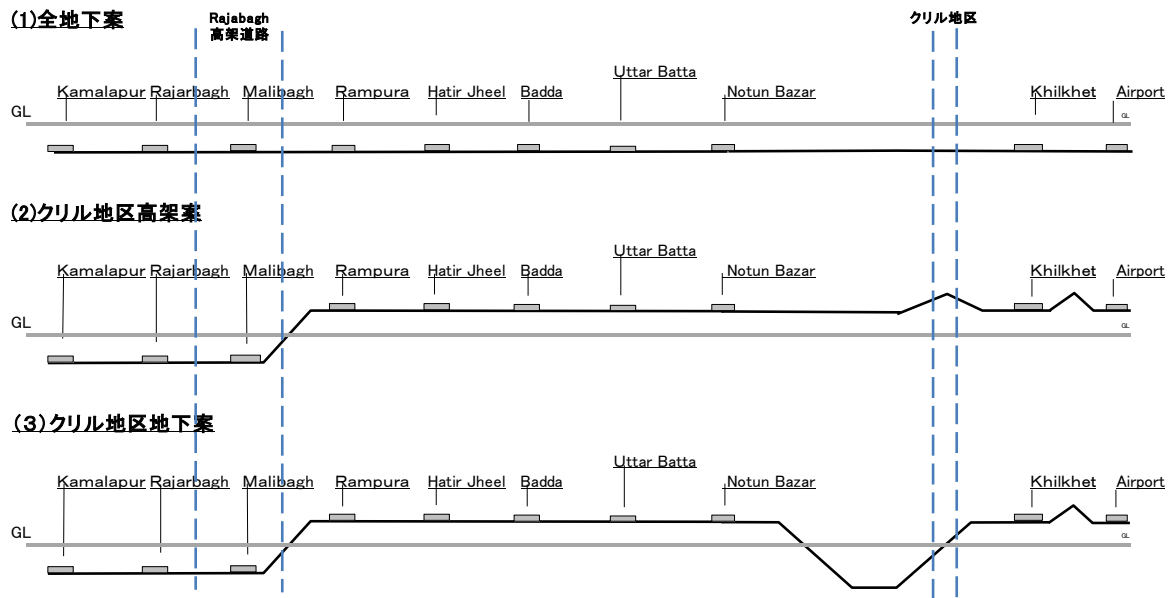 (1)全地下案
Rajabagh
高架道路
クリル地区
Uttar Batta
Kamalapur Rajarbagh Malibagh Rampura Hatir Jheel Badda Notun Bazar Khilkhet Airport
GL
GL
(2)クリル地区高架案
Uttar Batta
Kamalapur Rajarbagh Malibagh Rampura Hatir Jheel Badda Notun Bazar Khilkhet Airport
GL
GL
(3)クリル地区地下案
Uttar Batta
Kamalapur Rajarbagh Malibagh Rampura Hatir Jheel Badda Notun Bazar Khilkhet Airport
GL
GL